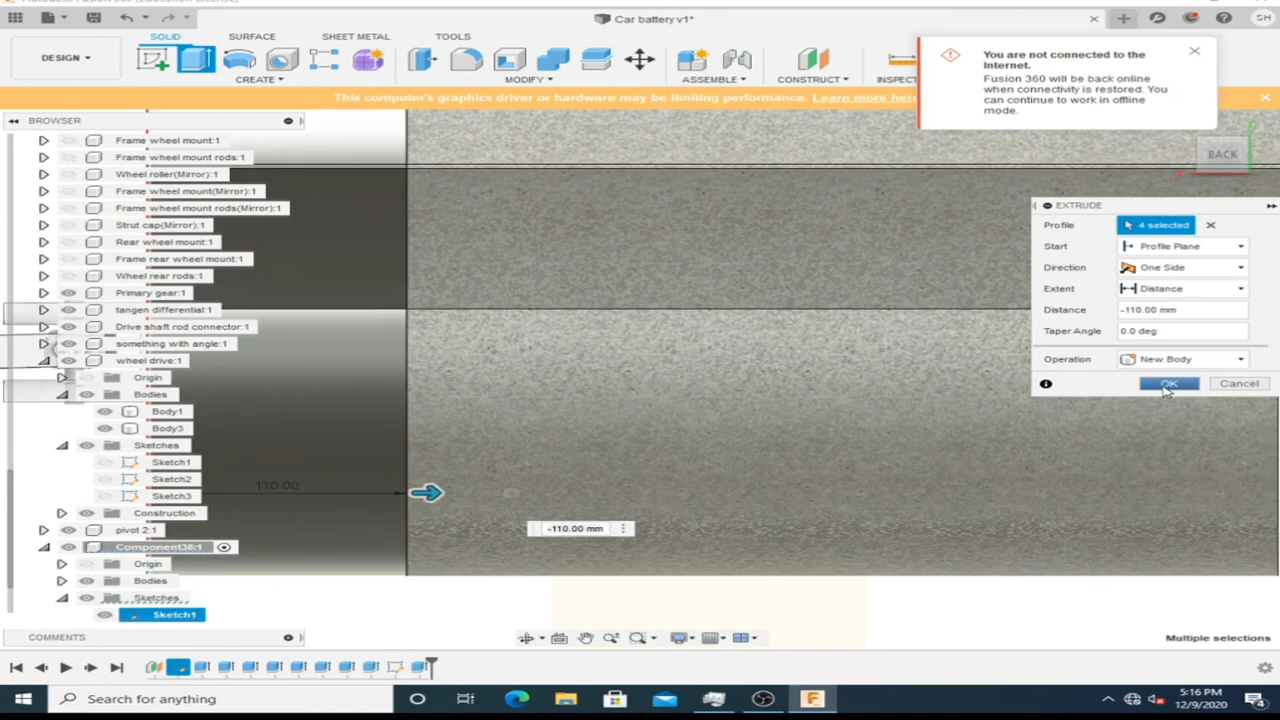 Autodesk Fusion 360 (Education License)
Car battery v1*
SH
DESIGN
SOLID
SURFACE
SHEET METAL
TOOLS
CREATE
MODIFY
ASSEMBLE
CONSTRUCT
INSPECT
You are not connected to the
Internet.
Fusion 360 will be back online
when connectivity is restored. You
can continue to work in offline
mode.
This computer's graphics driver or hardware may be limiting performance. Learn more here
BROWSER
Frame wheel mount:1
Frame wheel mount rods:1
Wheel roller(Mirror):1
Frame wheel mount(Mirror):1
Frame wheel mount rods(Mirror):1
Strut cap(Mirror):1
Rear wheel mount:1
Frame rear wheel mount:1
Wheel rear rods:1
Primary gear:1
tangen differential:1
Drive shaft rod connector:1
something with angle:1
wheel drive:1
Origin
Bodies
Body1
Body3
Sketches
Sketch1
Sketch2
Sketch3
Construction
pivot 2:1
Component38:1
Origin
Bodies
Sketches
Sketch1
110.00
-110.00 mm
BACK
EXTRUDE
Profile 4 selected
Start Profile Plane
Direction One Side
Extent Distance
Distance -110.00 mm
Taper Angle 0.0 deg
Operation New Body
OK Cancel
COMMENTS
Multiple selections
Search for anything
5:16 PM
12/9/2020
4